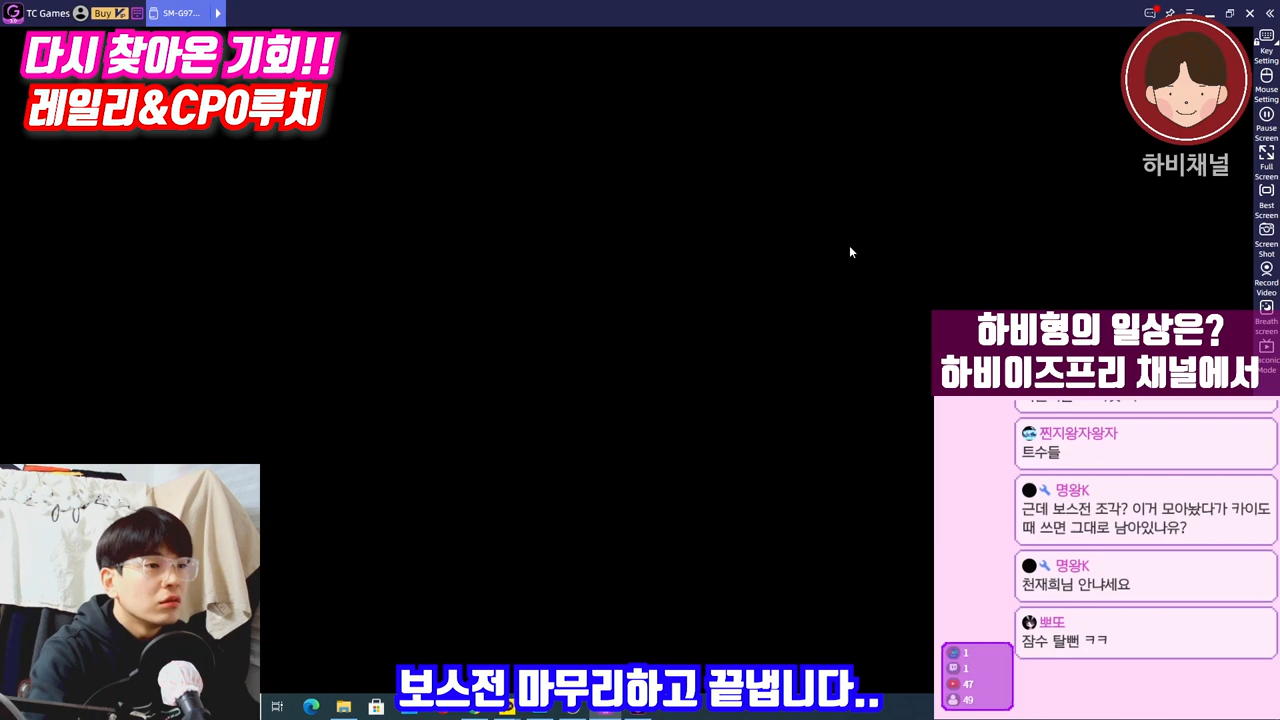 TC Games
Buy
SM-G97...
다시 찾아온 기회!!
레일리&CP0루치
하비채널
Key
Setting
Mouse
Setting
Pause
Screen
Full
Screen
Best
Screen
Screen
Shot
Record
Video
Breath
screen
Mode
하비형의 일상은?
하비이즈프리 채널에서
찐지왕자왕자
트수들
명왕K
근데 보스전 조각? 이거 모아놨다가 카이도
때 쓰면 그대로 남아있나유?
명왕K
천재희님 안냐세요
뽀또
잠수 탈뻔 ㅋㅋ
1
1
47
49
보스전 마무리하고 끝냅니다..